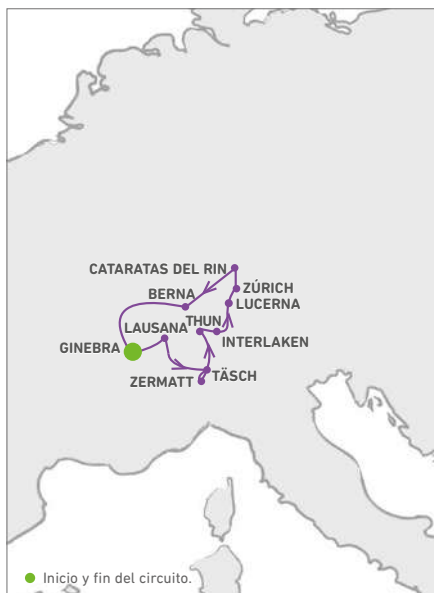 CATARATAS DEL RIN
ZÚRICH
BERNA
LUCERNA
THUN
LAUSANA
INTERLAKEN
GINEBRA
TÄSCH
ZERMATT
Inicio y fin del circuito.